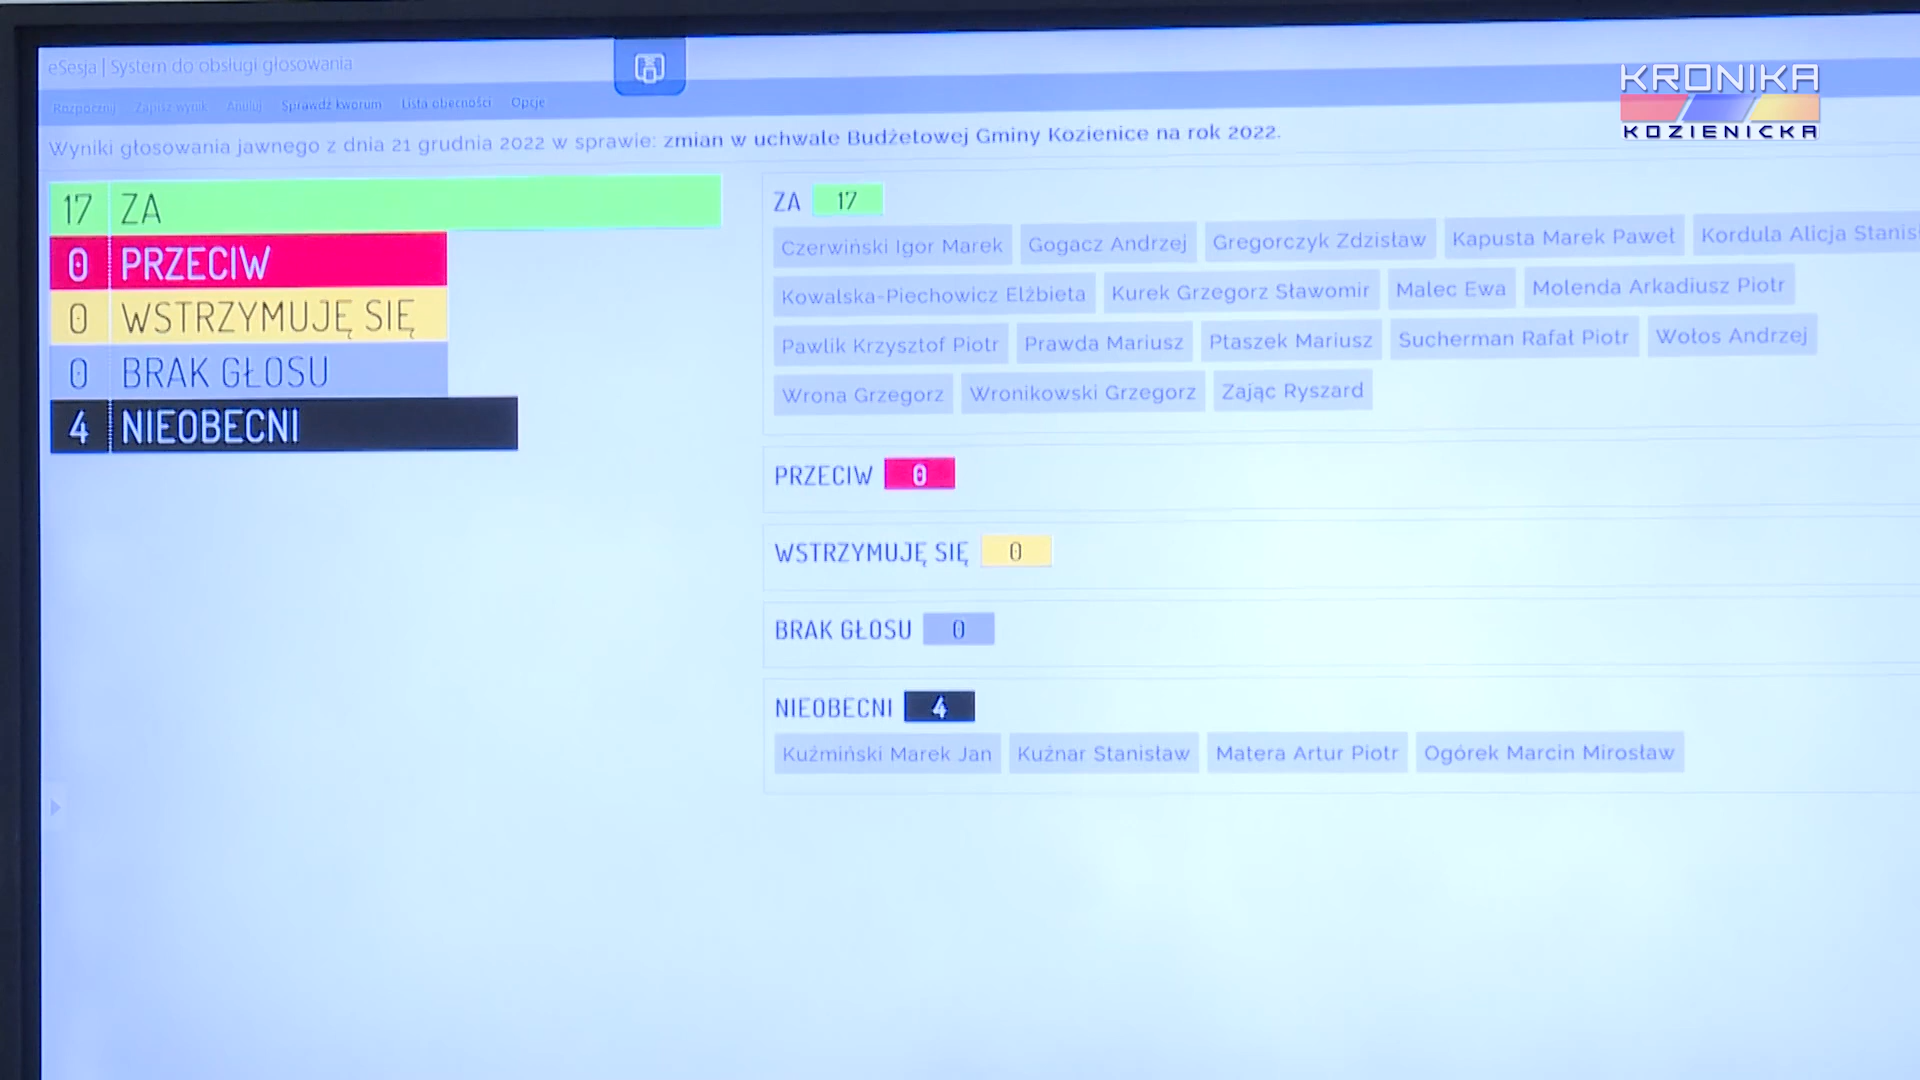 eSesja | System do obsługi głosowania
Rozpocznij Zapisz wynik Anuluj Sprawdź kworum Lista obecności Opcje
KRONIKA
KOZIENICKA
Wyniki głosowania jawnego z dnia 21 grudnia 2022 w sprawie: zmian w uchwale Budżetowej Gminy Kozienice na rok 2022.
17 ZA
0 PRZECIW
0 WSTRZYMUJĘ SIĘ
0 BRAK GŁOSU
4 NIEOBECNI
ZA 17
Czerwiński Igor Marek Gogacz Andrzej Gregorczyk Zdzisław Kapusta Marek Paweł Kordula Alicja Stanis
Kowalska-Piechowicz Elżbieta Kurek Grzegorz Sławomir Malec Ewa Molenda Arkadiusz Piotr
Pawlik Krzysztof Piotr Prawda Mariusz Ptaszek Mariusz Sucherman Rafał Piotr Wołos Andrzej
Wrona Grzegorz Wronikowski Grzegorz Zając Ryszard
PRZECIW 0
WSTRZYMUJĘ SIĘ 0
BRAK GŁOSU 0
NIEOBECNI 4
Kuźmiński Marek Jan Kuźnar Stanisław Matera Artur Piotr Ogórek Marcin Mirosław